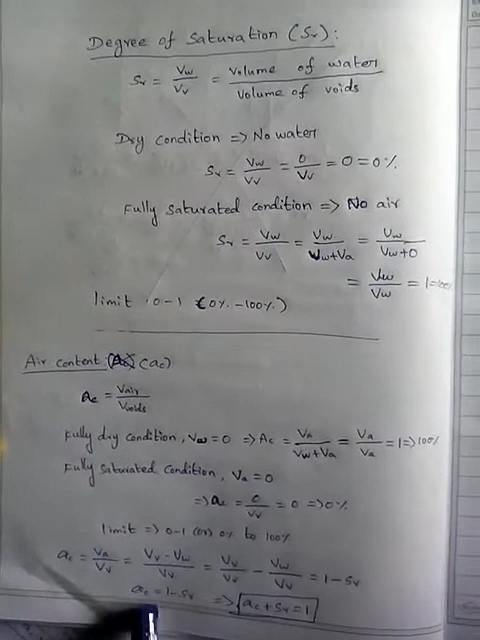 Degree of Saturation (Sr):
Sr = Vw/Vv = Volume of water/Volume of voids
Dry condition => No water
Sr = Vw/Vv = 0/Vv = 0 = 0%
Fully saturated condition => No air
Sr = Vw/Vv = Vw/Vw+Va = Vw/Vw+0
= Vw/Vw = 1=100%
limit 0-1 (0% - 100%)
Air content: (ac)
Ac = Vair/Vvoids
Fully dry condition, Vw=0 => Ac = Va/Vw+Va = Va/Va = 1=>100%
Fully Saturated Condition, Va=0
=> ac = 0/Vv = 0 => 0%
limit => 0-1 (or) 0% to 100%
ac = Va/Vv = Vv-Vw/Vv = Vv/Vv - Vw/Vv = 1-Sr
ac = 1-Sr => ac+Sr=1